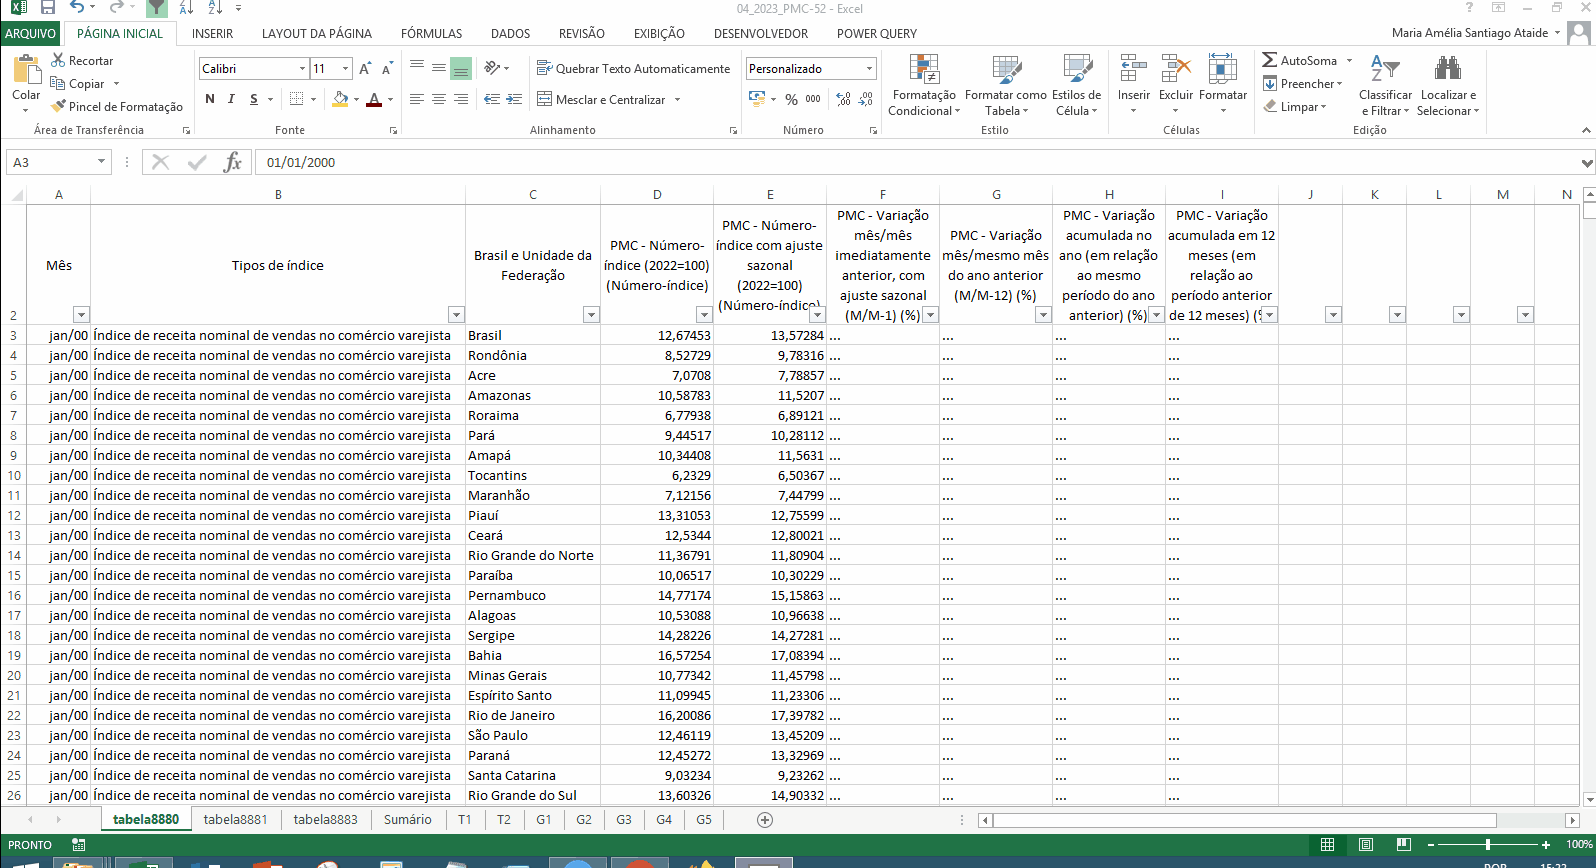 04_2023_PMC-52 - Excel
ARQUIVO PÁGINA INICIAL INSERIR LAYOUT DA PÁGINA FÓRMULAS DADOS REVISÃO EXIBIÇÃO DESENVOLVEDOR POWER QUERY Maria Amélia Santiago Ataide
Colar
Recortar
Copiar
Pincel de Formatação
Área de Transferência
Calibri 11
N I S
Fonte
Quebrar Texto Automaticamente
Mesclar e Centralizar
Alinhamento
Personalizado
% 000
Número
Formatação Condicional
Formatar como Tabela
Estilos de Célula
Estilo
Inserir Excluir Formatar
Células
AutoSoma
Preencher
Limpar
Classificar e Filtrar
Localizar e Selecionar
Edição
A3 fx 01/01/2000
A B C D E F G H I J K L M N
2
Mês
Tipos de índice
Brasil e Unidade da Federação
PMC - Número-índice (2022=100) (Número-índice)
PMC - Número-índice com ajuste sazonal (2022=100) (Número-índice)
PMC - Variação mês/mês imediatamente anterior, com ajuste sazonal (M/M-1) (%)
PMC - Variação mês/mesmo mês do ano anterior (M/M-12) (%)
PMC - Variação acumulada no ano (em relação ao mesmo período do ano anterior) (%)
PMC - Variação acumulada em 12 meses (em relação ao período anterior de 12 meses) (%
3 jan/00 Índice de receita nominal de vendas no comércio varejista Brasil 12,67453 13,57284 ... ... ... ...
4 jan/00 Índice de receita nominal de vendas no comércio varejista Rondônia 8,52729 9,78316 ... ... ... ...
5 jan/00 Índice de receita nominal de vendas no comércio varejista Acre 7,0708 7,78857 ... ... ... ...
6 jan/00 Índice de receita nominal de vendas no comércio varejista Amazonas 10,58783 11,5207 ... ... ... ...
7 jan/00 Índice de receita nominal de vendas no comércio varejista Roraima 6,77938 6,89121 ... ... ... ...
8 jan/00 Índice de receita nominal de vendas no comércio varejista Pará 9,44517 10,28112 ... ... ... ...
9 jan/00 Índice de receita nominal de vendas no comércio varejista Amapá 10,34408 11,5631 ... ... ... ...
10 jan/00 Índice de receita nominal de vendas no comércio varejista Tocantins 6,2329 6,50367 ... ... ... ...
11 jan/00 Índice de receita nominal de vendas no comércio varejista Maranhão 7,12156 7,44799 ... ... ... ...
12 jan/00 Índice de receita nominal de vendas no comércio varejista Piauí 13,31053 12,75599 ... ... ... ...
13 jan/00 Índice de receita nominal de vendas no comércio varejista Ceará 12,5344 12,80021 ... ... ... ...
14 jan/00 Índice de receita nominal de vendas no comércio varejista Rio Grande do Norte 11,36791 11,80904 ... ... ... ...
15 jan/00 Índice de receita nominal de vendas no comércio varejista Paraíba 10,06517 10,30229 ... ... ... ...
16 jan/00 Índice de receita nominal de vendas no comércio varejista Pernambuco 14,77174 15,15863 ... ... ... ...
17 jan/00 Índice de receita nominal de vendas no comércio varejista Alagoas 10,53088 10,96638 ... ... ... ...
18 jan/00 Índice de receita nominal de vendas no comércio varejista Sergipe 14,28226 14,27281 ... ... ... ...
19 jan/00 Índice de receita nominal de vendas no comércio varejista Bahia 16,57254 17,08394 ... ... ... ...
20 jan/00 Índice de receita nominal de vendas no comércio varejista Minas Gerais 10,77342 11,45798 ... ... ... ...
21 jan/00 Índice de receita nominal de vendas no comércio varejista Espírito Santo 11,09945 11,23306 ... ... ... ...
22 jan/00 Índice de receita nominal de vendas no comércio varejista Rio de Janeiro 16,20086 17,39782 ... ... ... ...
23 jan/00 Índice de receita nominal de vendas no comércio varejista São Paulo 12,46119 13,45209 ... ... ... ...
24 jan/00 Índice de receita nominal de vendas no comércio varejista Paraná 12,45272 13,32969 ... ... ... ...
25 jan/00 Índice de receita nominal de vendas no comércio varejista Santa Catarina 9,03234 9,23262 ... ... ... ...
26 jan/00 Índice de receita nominal de vendas no comércio varejista Rio Grande do Sul 13,60326 14,90332 ... ... ... ...
tabela8880 tabela8881 tabela8883 Sumário T1 T2 G1 G2 G3 G4 G5
PRONTO 100%